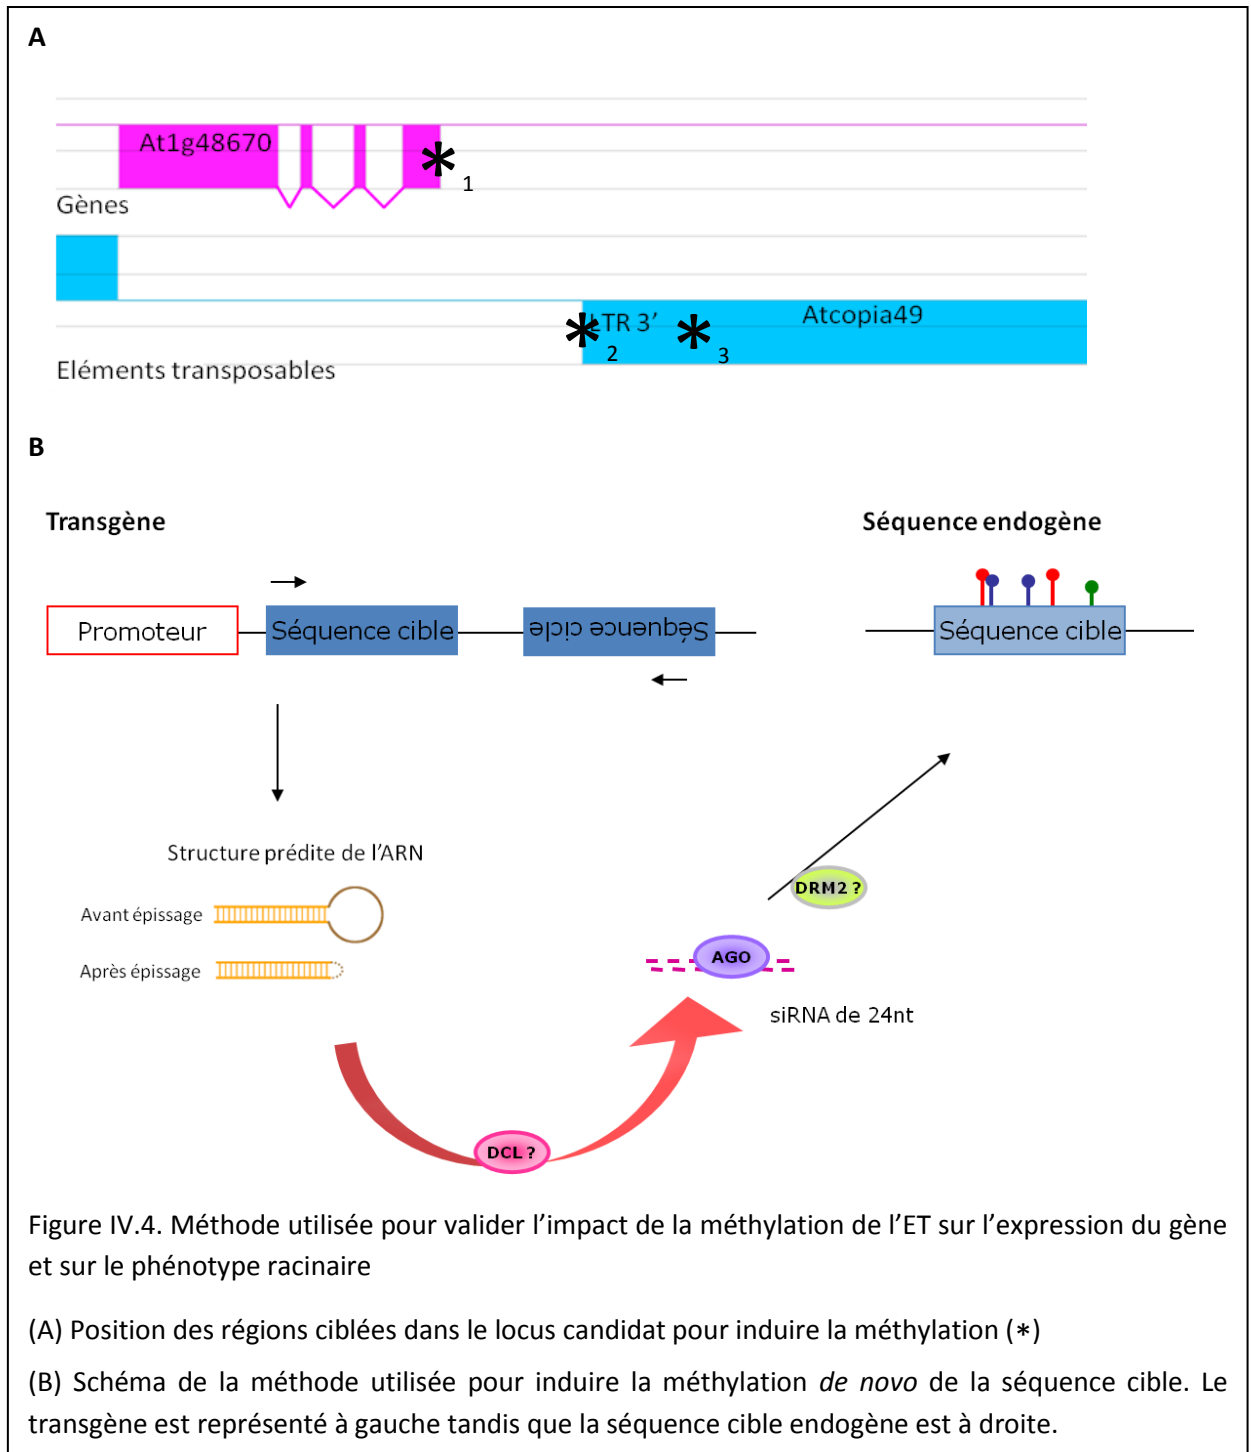 A
At1g48670
* 1
Gènes
LTR 3’
Atcopia49
* 2
* 3
Eléments transposables
B
Transgène
Séquence endogène
Promoteur
Séquence cible
Séquence cible
Séquence cible
Structure prédite de l’ARN
Avant épissage
Après épissage
DRM2 ?
AGO
siRNA de 24nt
DCL ?
Figure IV.4. Méthode utilisée pour valider l’impact de la méthylation de l’ET sur l’expression du gène
et sur le phénotype racinaire
(A) Position des régions ciblées dans le locus candidat pour induire la méthylation (*)
(B) Schéma de la méthode utilisée pour induire la méthylation de novo de la séquence cible. Le
transgène est représenté à gauche tandis que la séquence cible endogène est à droite.